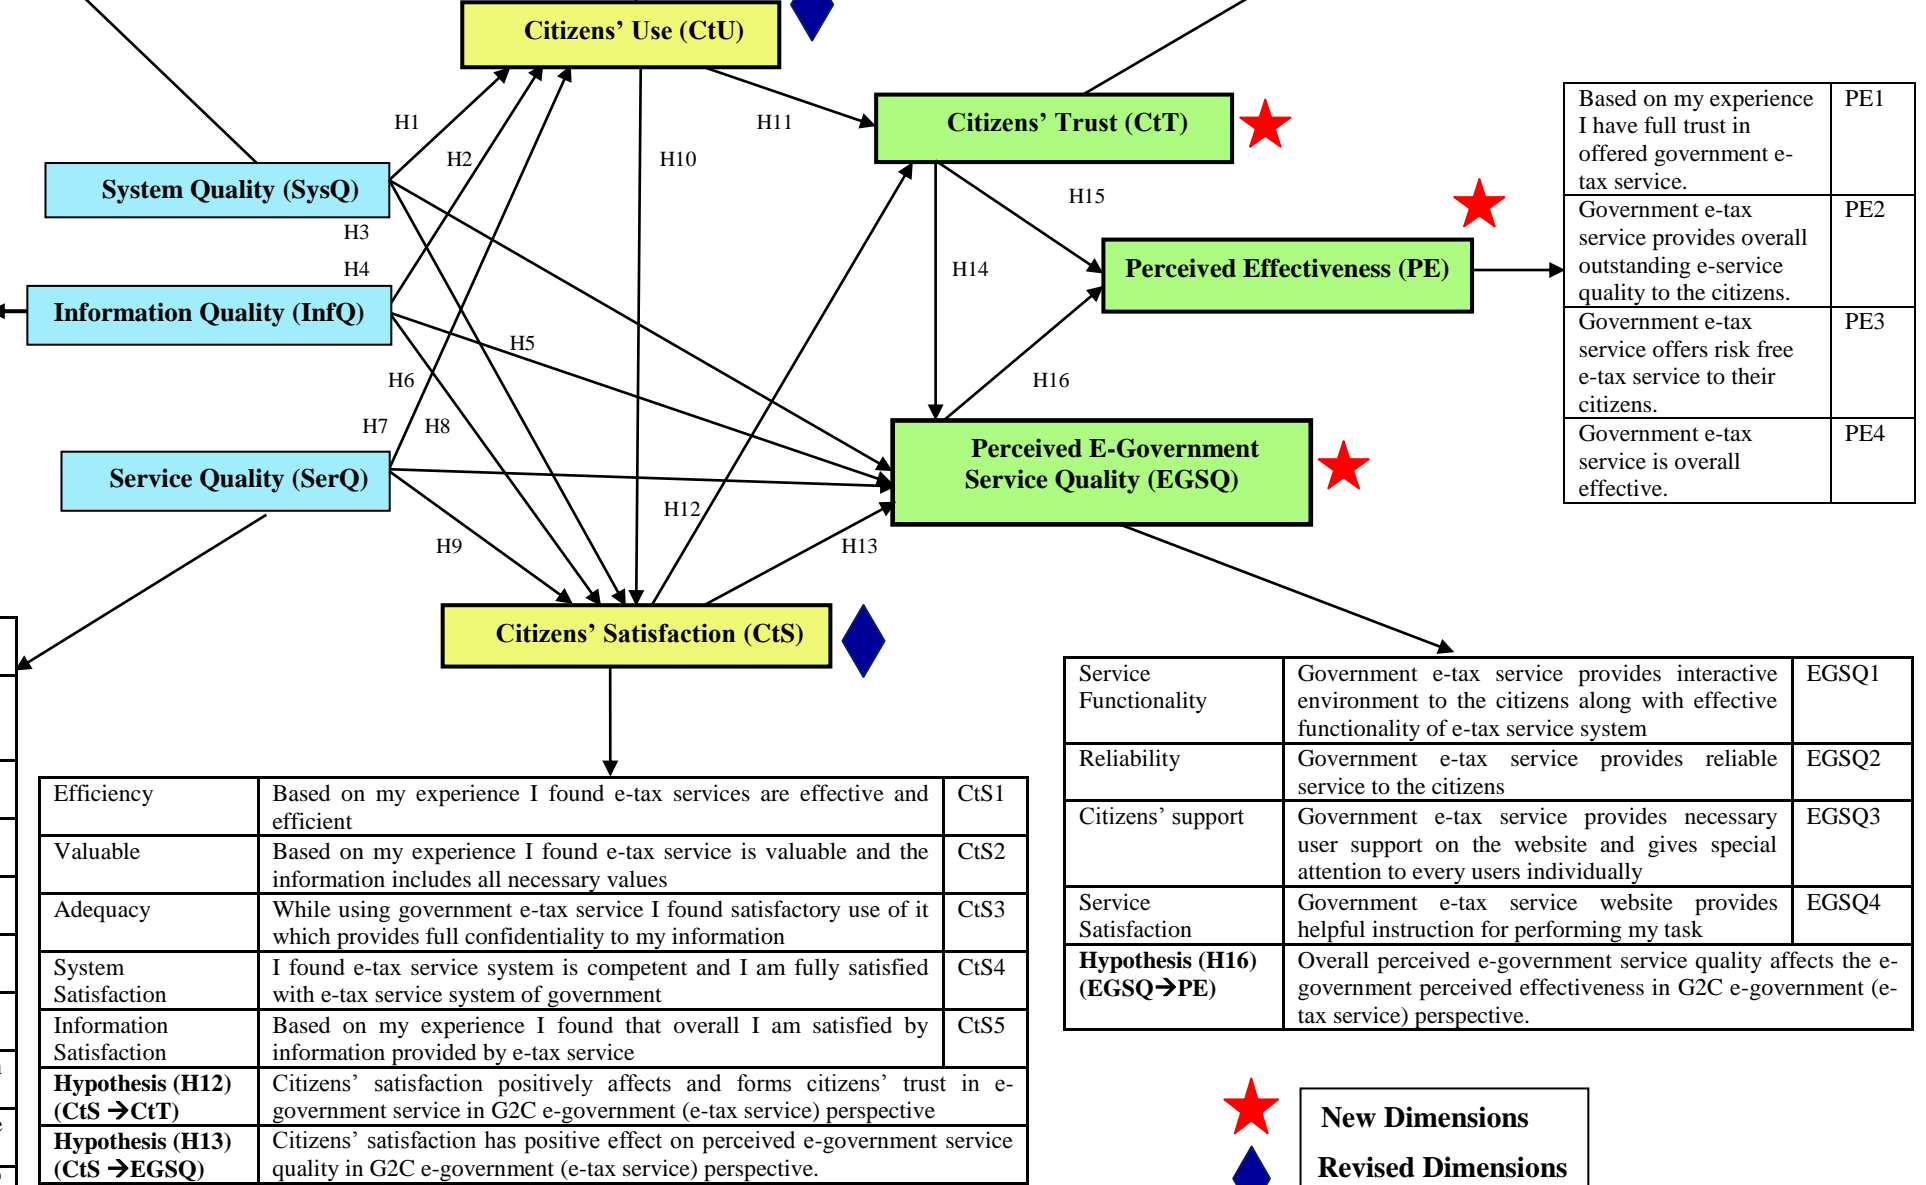 Citizens’ Use (CtU)
H1
H2
H11
H10
Citizens’ Trust (CtT)
System Quality (SysQ)
H3
H4
H15
H14
Perceived Effectiveness (PE)
Information Quality (InfQ)
H5
H6
H16
H7
H8
Perceived E-Government
Service Quality (EGSQ)
Service Quality (SerQ)
H12
H9
H13
Citizens’ Satisfaction (CtS)
Based on my experience PE1
I have full trust in
offered government e-
tax service.
Government e-tax PE2
service provides overall
outstanding e-service
quality to the citizens.
Government e-tax PE3
service offers risk free
e-tax service to their
citizens.
Government e-tax PE4
service is overall
effective.
Efficiency Based on my experience I found e-tax services are effective and CtS1
efficient
Valuable Based on my experience I found e-tax service is valuable and the CtS2
information includes all necessary values
Adequacy While using government e-tax service I found satisfactory use of it CtS3
which provides full confidentiality to my information
System I found e-tax service system is competent and I am fully satisfied CtS4
Satisfaction with e-tax service system of government
Information Based on my experience I found that overall I am satisfied by CtS5
Satisfaction information provided by e-tax service
Hypothesis (H12) Citizens’ satisfaction positively affects and forms citizens’ trust in e-
(CtS →CtT) government service in G2C e-government (e-tax service) perspective
Hypothesis (H13) Citizens’ satisfaction has positive effect on perceived e-government service
(CtS →EGSQ) quality in G2C e-government (e-tax service) perspective.
Service Government e-tax service provides interactive EGSQ1
Functionality environment to the citizens along with effective
functionality of e-tax service system
Reliability Government e-tax service provides reliable EGSQ2
service to the citizens
Citizens’ support Government e-tax service provides necessary EGSQ3
user support on the website and gives special
attention to every users individually
Service Government e-tax service website provides EGSQ4
Satisfaction helpful instruction for performing my task
Hypothesis (H16) Overall perceived e-government service quality affects the e-
(EGSQ→PE) government perceived effectiveness in G2C e-government (e-
tax service) perspective.
New Dimensions
Revised Dimensions